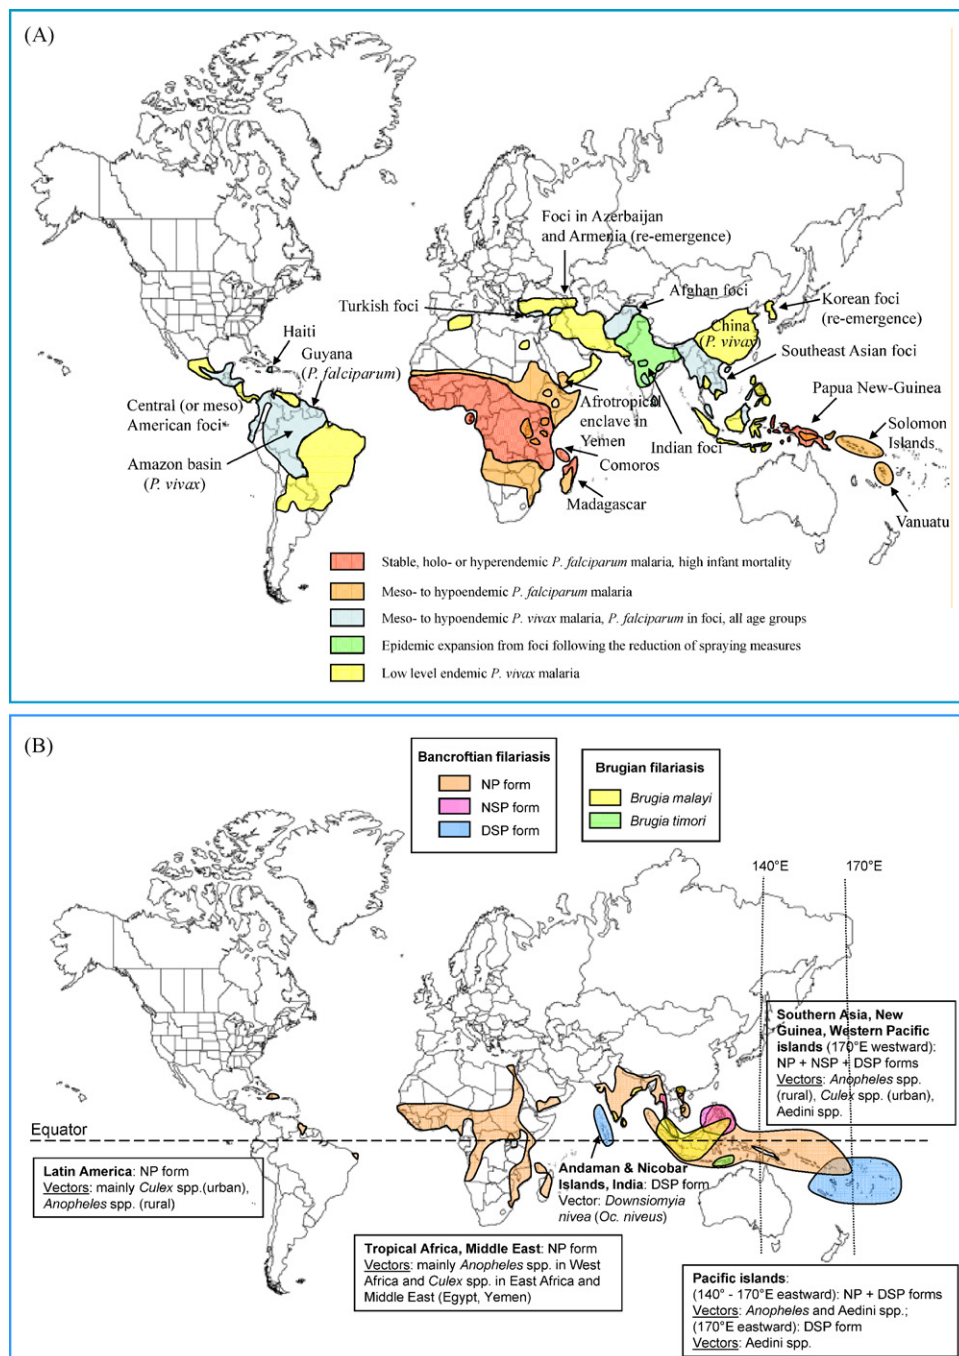 (A)
Foci in Azerbaijan
and Armenia (re-emergence)
Turkish foci
Afghan foci
Korean foci
(re-emergence)
China
(P. vivax)
Haiti
Guyana
(P. falciparum)
Southeast Asian foci
Papua New-Guinea
Central (or meso)
American foci
Afrotropical
enclave in
Yemen
Solomon
Islands
Indian foci
Amazon basin
(P. vivax)
Comoros
Madagascar
Vanuatu
Stable, holo- or hyperendemic P. falciparum malaria, high infant mortality
Meso- to hypoendemic P. falciparum malaria
Meso- to hypoendemic P. vivax malaria, P. falciparum in foci, all age groups
Epidemic expansion from foci following the reduction of spraying measures
Low level endemic P. vivax malaria
(B)
Bancroftian filariasis
NP form
NSP form
DSP form
Brugian filariasis
Brugia malayi
Brugia timori
140°E
170°E
Southern Asia, New
Guinea, Western Pacific
islands (170°E westward):
NP + NSP + DSP forms
Vectors: Anopheles spp.
(rural), Culex spp. (urban),
Aedini spp.
Equator
Latin America: NP form
Vectors: mainly Culex spp.(urban),
Anopheles spp. (rural)
Andaman & Nicobar
Islands, India: DSP form
Vector: Downsiomyia
nivea (Oc. niveus)
Tropical Africa, Middle East: NP form
Vectors: mainly Anopheles spp. in West
Africa and Culex spp. in East Africa and
Middle East (Egypt, Yemen)
Pacific islands:
(140° - 170°E eastward): NP + DSP forms
Vectors: Anopheles and Aedini spp.;
(170°E eastward): DSP form
Vectors: Aedini spp.